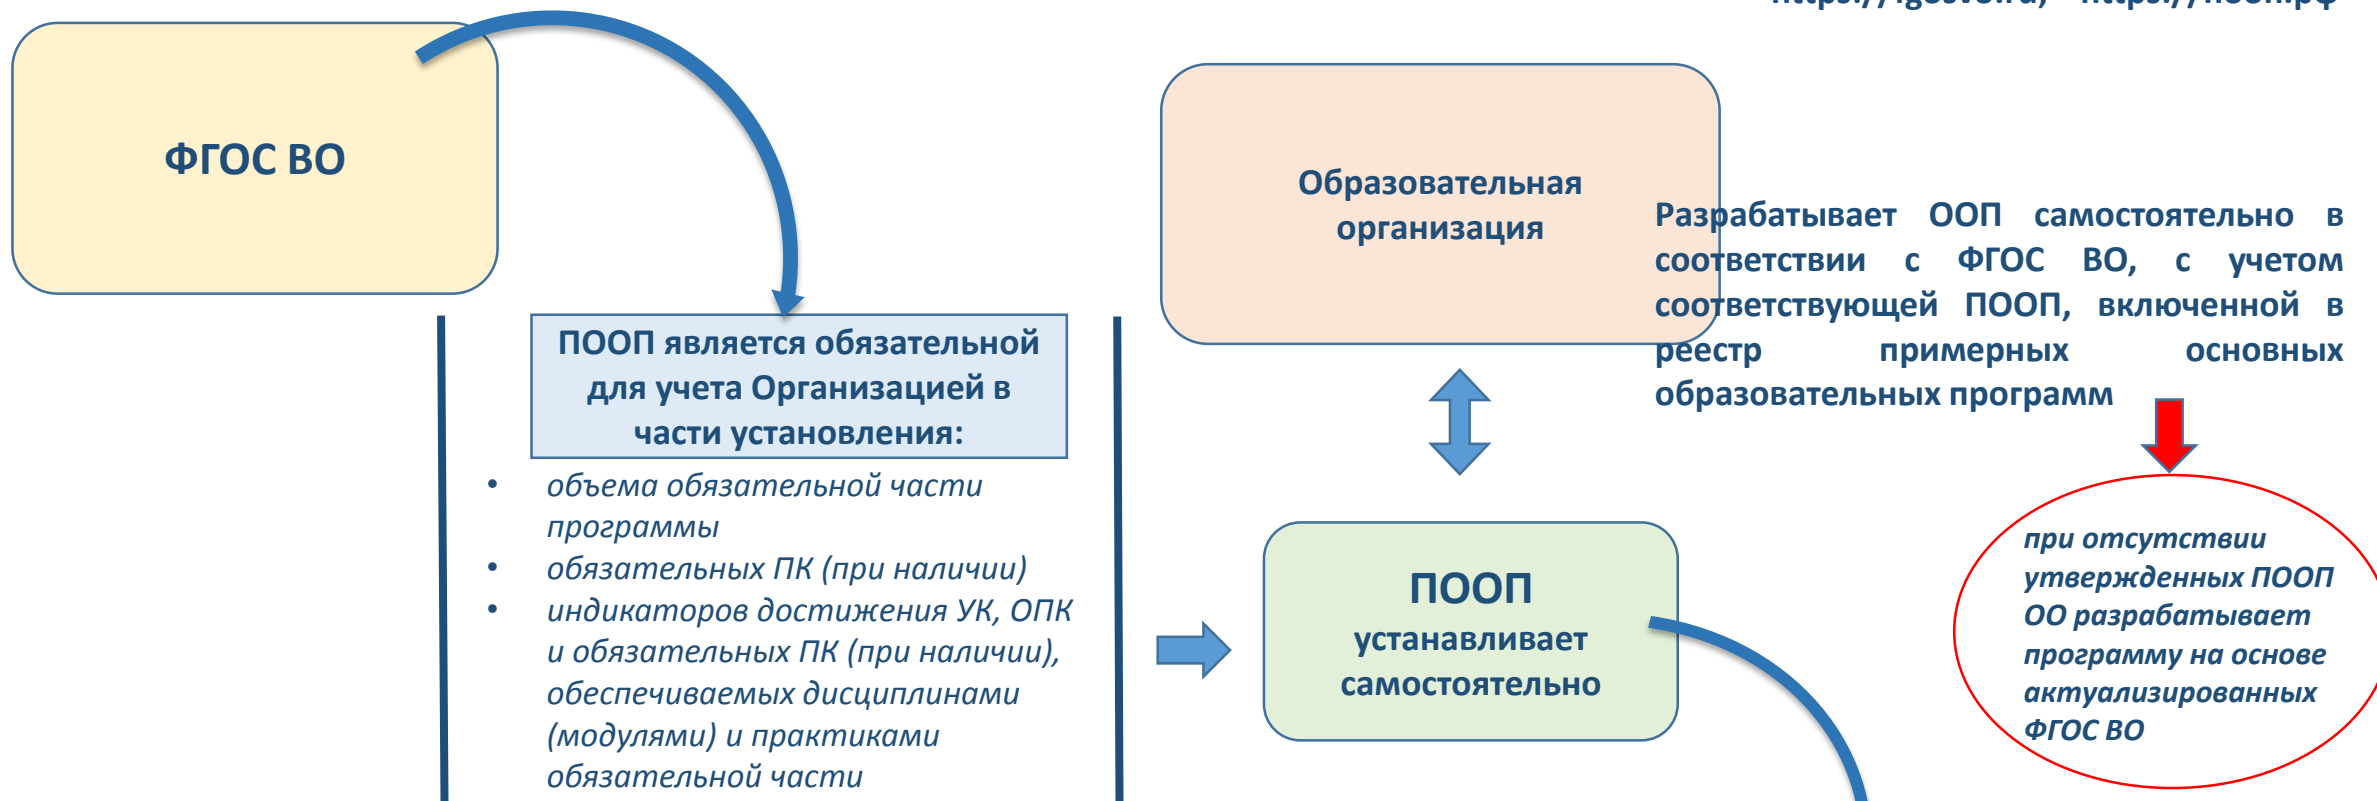 ФГОС ВО
Образовательная
организация
Разрабатывает ООП самостоятельно в
соответствии с ФГОС ВО, с учетом
соответствующей ПООП, включенной в
реестр примерных основных
образовательных программ
ПООП является обязательной
для учета Организацией в
части установления:
• объема обязательной части
программы
• обязательных ПК (при наличии)
• индикаторов достижения УК, ОПК
и обязательных ПК (при наличии),
обеспечиваемых дисциплинами
(модулями) и практиками
обязательной части
ПООП
устанавливает
самостоятельно
при отсутствии
утвержденных ПООП
ОО разрабатывает
программу на основе
актуализированных
ФГОС ВО